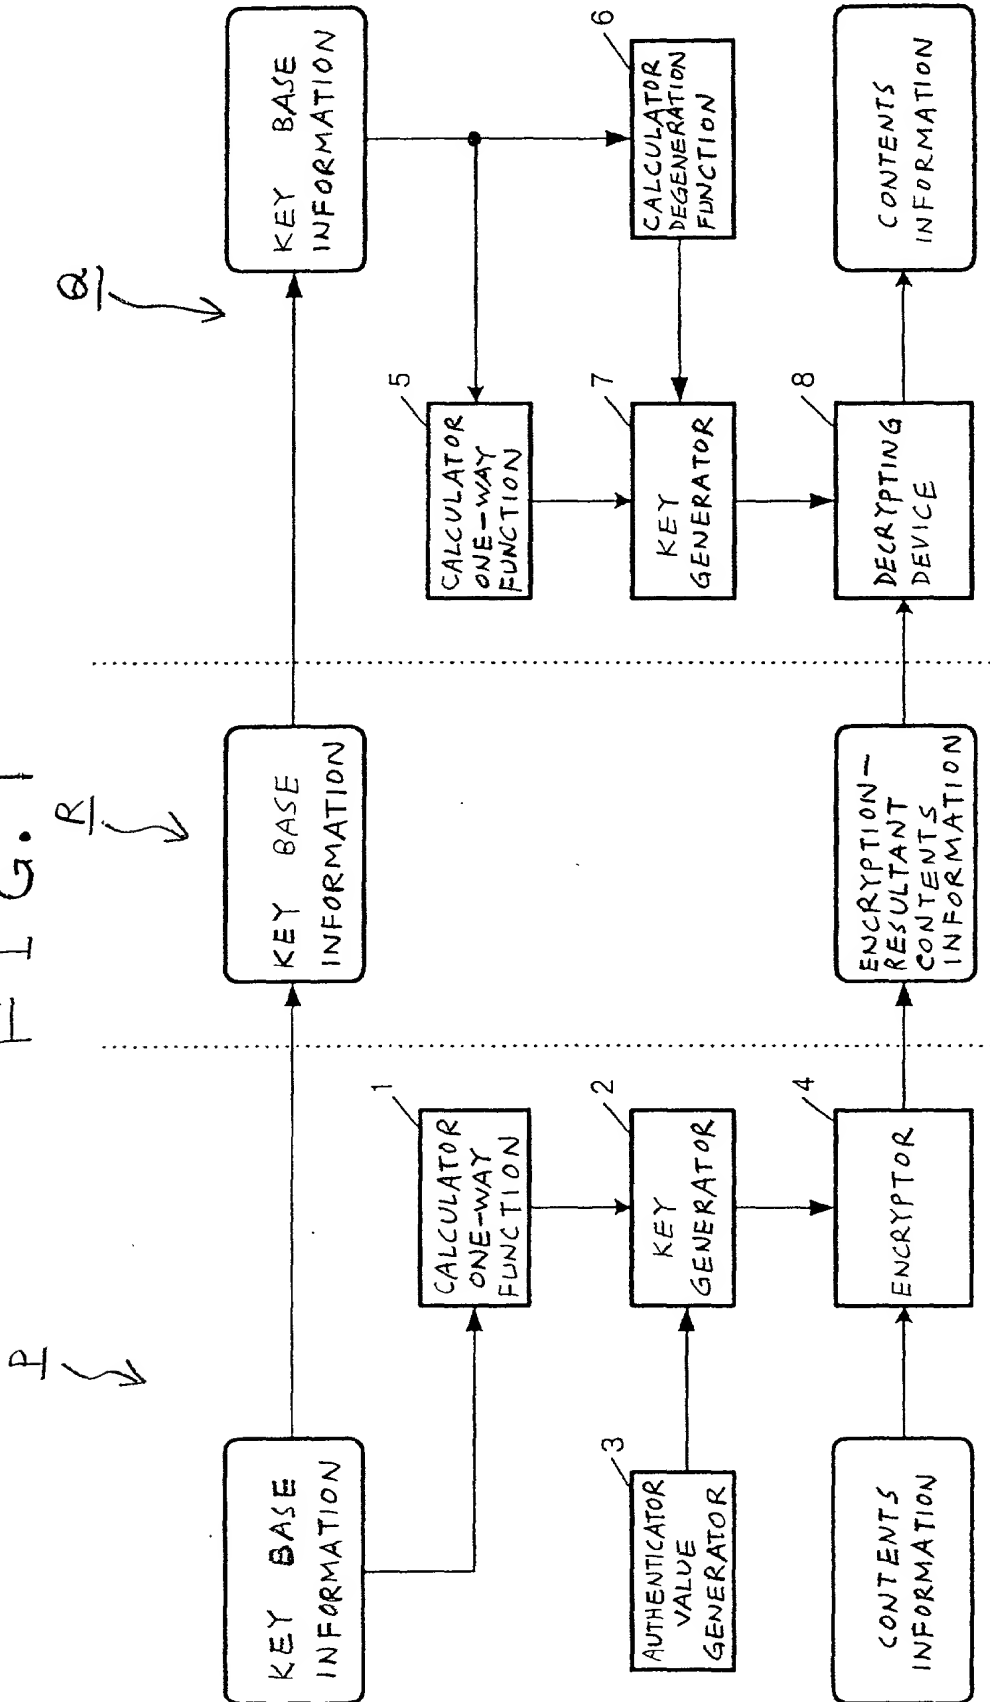 FIG. 1
P
R
Q
KEY BASE
INFORMATION
KEY BASE
INFORMATION
KEY BASE
INFORMATION
1
CALCULATOR
ONE-WAY
FUNCTION
5
CALCULATOR
ONE-WAY
FUNCTION
3
AUTHENTICATOR
VALUE
GENERATOR
2
KEY
GENERATOR
7
KEY
GENERATOR
6
CALCULATOR
DEGENERATION
FUNCTION
CONTENTS
INFORMATION
4
ENCRYPTOR
ENCRYPTION-
RESULTANT
CONTENTS
INFORMATION
8
DECRYPTING
DEVICE
CONTENTS
INFORMATION